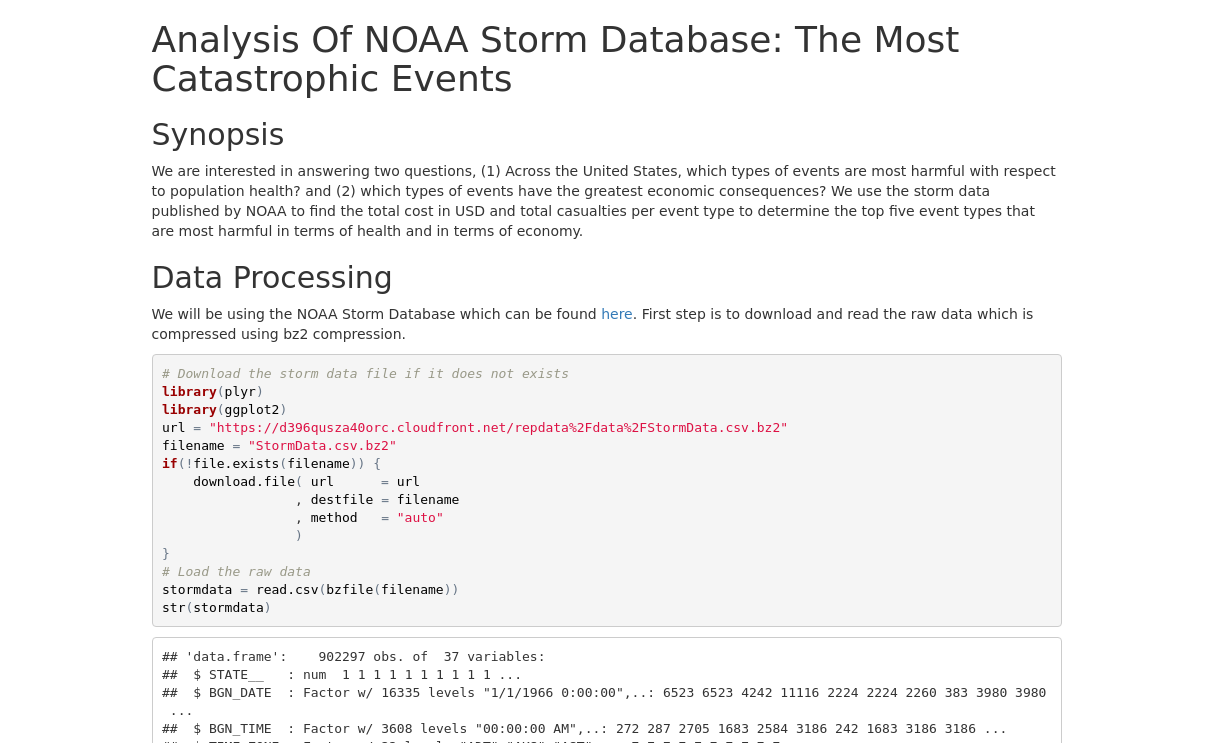 Analysis Of NOAA Storm Database: The Most
Catastrophic Events
Synopsis
We are interested in answering two questions, (1) Across the United States, which types of events are most harmful with respect
to population health? and (2) which types of events have the greatest economic consequences? We use the storm data
published by NOAA to find the total cost in USD and total casualties per event type to determine the top five event types that
are most harmful in terms of health and in terms of economy.
Data Processing
We will be using the NOAA Storm Database which can be found here. First step is to download and read the raw data which is
compressed using bz2 compression.
# Download the storm data file if it does not exists
library(plyr)
library(ggplot2)
url = "https://d396qusza40orc.cloudfront.net/repdata%2Fdata%2FStormData.csv.bz2"
filename = "StormData.csv.bz2"
if(!file.exists(filename)) {
    download.file( url      = url
                 , destfile = filename
                 , method   = "auto"
                 )
}
# Load the raw data
stormdata = read.csv(bzfile(filename))
str(stormdata)
## 'data.frame':    902297 obs. of  37 variables:
##  $ STATE__   : num  1 1 1 1 1 1 1 1 1 1 ...
##  $ BGN_DATE  : Factor w/ 16335 levels "1/1/1966 0:00:00",..: 6523 6523 4242 11116 2224 2224 2260 383 3980 3980
 ...
##  $ BGN_TIME  : Factor w/ 3608 levels "00:00:00 AM",..: 272 287 2705 1683 2584 3186 242 1683 3186 3186 ...